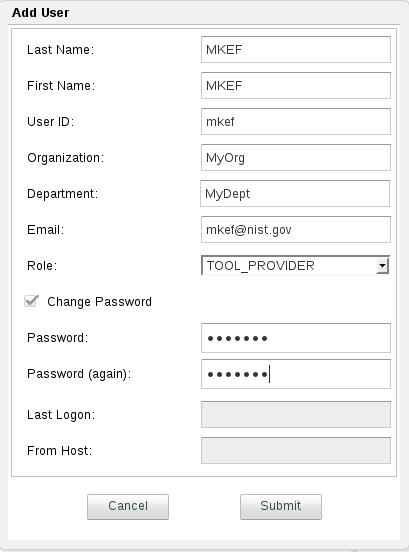 Add User
Last Name: MKEF
First Name: MKEF
User ID: mkef
Organization: MyOrg
Department: MyDept
Email: mkef@nist.gov
Role: TOOL_PROVIDER
Change Password
Password: •••••••
Password (again): •••••••
Last Logon:
From Host:
Cancel Submit